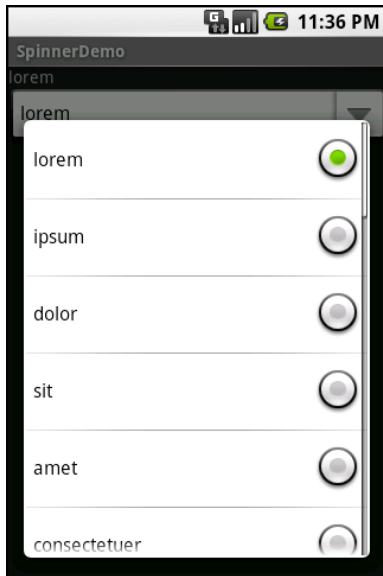 11:36 PM
SpinnerDemo
lorem
lorem
lorem
ipsum
dolor
sit
amet
consectetuer